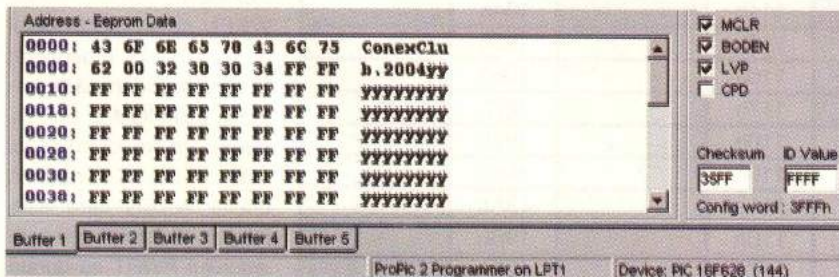 Address - Eeprom Data
0000: 43 6F 6E 65 78 43 6C 75 ConexClu
0008: 62 00 32 30 30 34 FF FF b.2004ÿÿ
0010: FF FF FF FF FF FF FF FF ÿÿÿÿÿÿÿÿ
0018: FF FF FF FF FF FF FF FF ÿÿÿÿÿÿÿÿ
0020: FF FF FF FF FF FF FF FF ÿÿÿÿÿÿÿÿ
0028: FF FF FF FF FF FF FF FF ÿÿÿÿÿÿÿÿ
0030: FF FF FF FF FF FF FF FF ÿÿÿÿÿÿÿÿ
0038: FF FF FF FF FF FF FF FF ÿÿÿÿÿÿÿÿ
MCLR
BODEN
LVP
CPD
Checksum ID Value
35FF FFFF
Config word : 3FFFh
Buffer 1 Buffer 2 Buffer 3 Buffer 4 Buffer 5
ProPic 2 Programmer on LPT1 Device: PIC 16F628 (144)